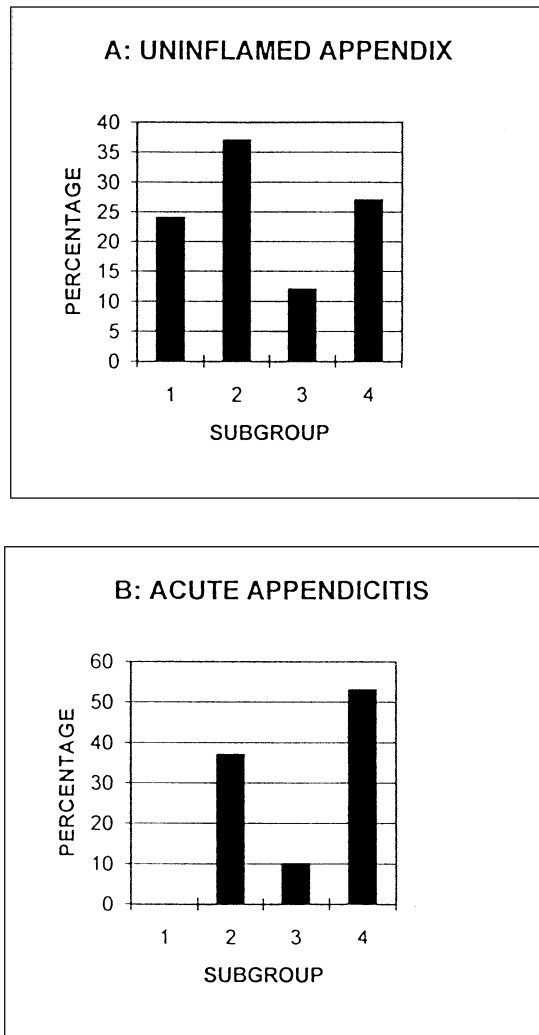 A: UNINFLAMED APPENDIX
PERCENTAGE
40
35
30
25
20
15
10
5
0
1 2 3 4
SUBGROUP
B: ACUTE APPENDICITIS
PERCENTAGE
60
50
40
30
20
10
0
1 2 3 4
SUBGROUP